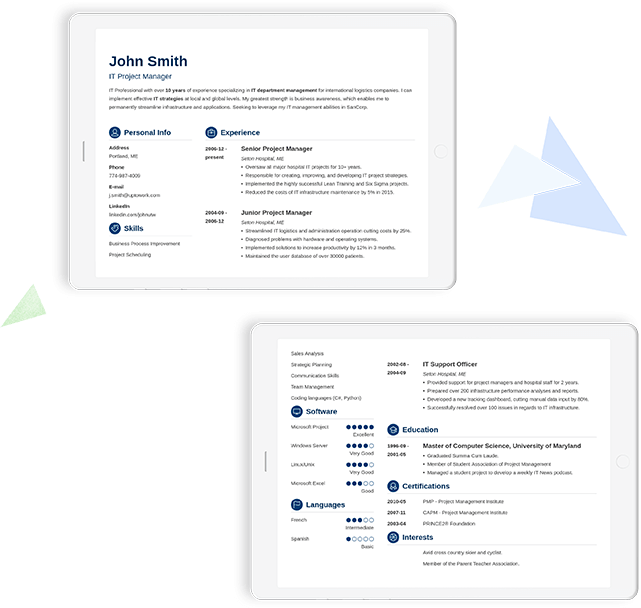 John Smith
IT Project Manager
IT Professional with over 10 years of experience specializing in IT department management for international logistics companies. I can
implement effective IT strategies at local and global levels. My greatest strength is business awareness, which enables me to
permanently streamline infrastructure and applications. Seeking to leverage my IT management abilities in SanCorp.
Personal Info
Address
Portland, ME
Phone
774-987-4009
E-mail
j.smith@uptowork.com
LinkedIn
linkedin.com/johnutw
Skills
Business Process Improvement
Project Scheduling
Experience
2006-12 -
present
Senior Project Manager
Seton Hospital, ME
• Oversaw all major hospital IT projects for 10+ years.
• Responsible for creating, improving, and developing IT project strategies.
• Implemented the highly successful Lean Training and Six Sigma projects.
• Reduced the costs of IT infrastructure maintenance by 5% in 2015.
2004-09 -
2006-12
Junior Project Manager
Seton Hospital, ME
• Streamlined IT logistics and administration operation cutting costs by 25%.
• Diagnosed problems with hardware and operating systems.
• Implemented solutions to increase productivity by 12% in 3 months.
• Maintained the user database of over 30000 patients.
Sales Analysis
Strategic Planning
Communication Skills
Team Management
Coding languages (C#, Python)
Software
Microsoft Project
Excellent
Windows Server
Very Good
Linux/Unix
Very Good
Microsoft Excel
Good
Languages
French
Intermediate
Spanish
Basic
2002-08 -
2004-09
IT Support Officer
Seton Hospital, ME
• Provided support for project managers and hospital staff for 2 years.
• Prepared over 200 infrastructure performance analyses and reports.
• Developed a new tracking dashboard, cutting manual data input by 80%.
• Successfully resolved over 100 issues in regards to IT infrastructure.
Education
1996-09 -
2001-05
Master of Computer Science, University of Maryland
• Graduated Summa Cum Laude.
• Member of Student Association of Project Management
• Managed a student project to develop a weekly IT News podcast.
Certifications
2010-05
PMP - Project Management Institute
2007-11
CAPM - Project Management Institute
2003-04
PRINCE2® Foundation
Interests
Avid cross country skier and cyclist.
Member of the Parent Teacher Association.